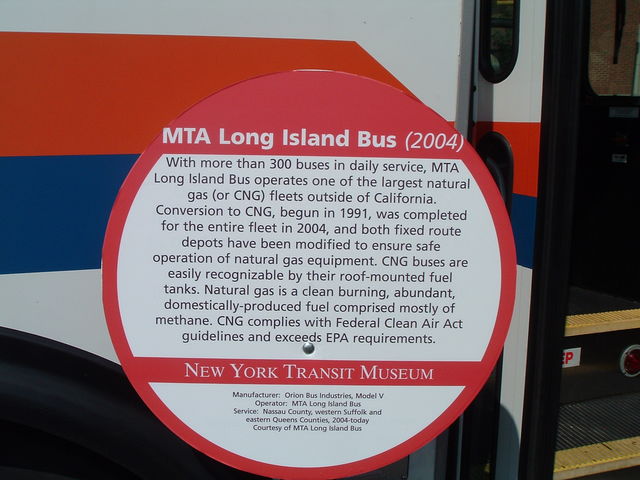 MTA Long Island Bus (2004)
With more than 300 buses in daily service, MTA
Long Island Bus operates one of the largest natural
gas (or CNG) fleets outside of California.
Conversion to CNG, begun in 1991, was completed
for the entire fleet in 2004, and both fixed route
depots have been modified to ensure safe
operation of natural gas equipment. CNG buses are
easily recognizable by their roof-mounted fuel
tanks. Natural gas is a clean burning, abundant,
domestically-produced fuel comprised mostly of
methane. CNG complies with Federal Clean Air Act
guidelines and exceeds EPA requirements.
NEW YORK TRANSIT MUSEUM
Manufacturer: Orion Bus Industries, Model V
Operator: MTA Long Island Bus
Service: Nassau County, western Suffolk and
eastern Queens Counties, 2004-today
Courtesy of MTA Long Island Bus
EP